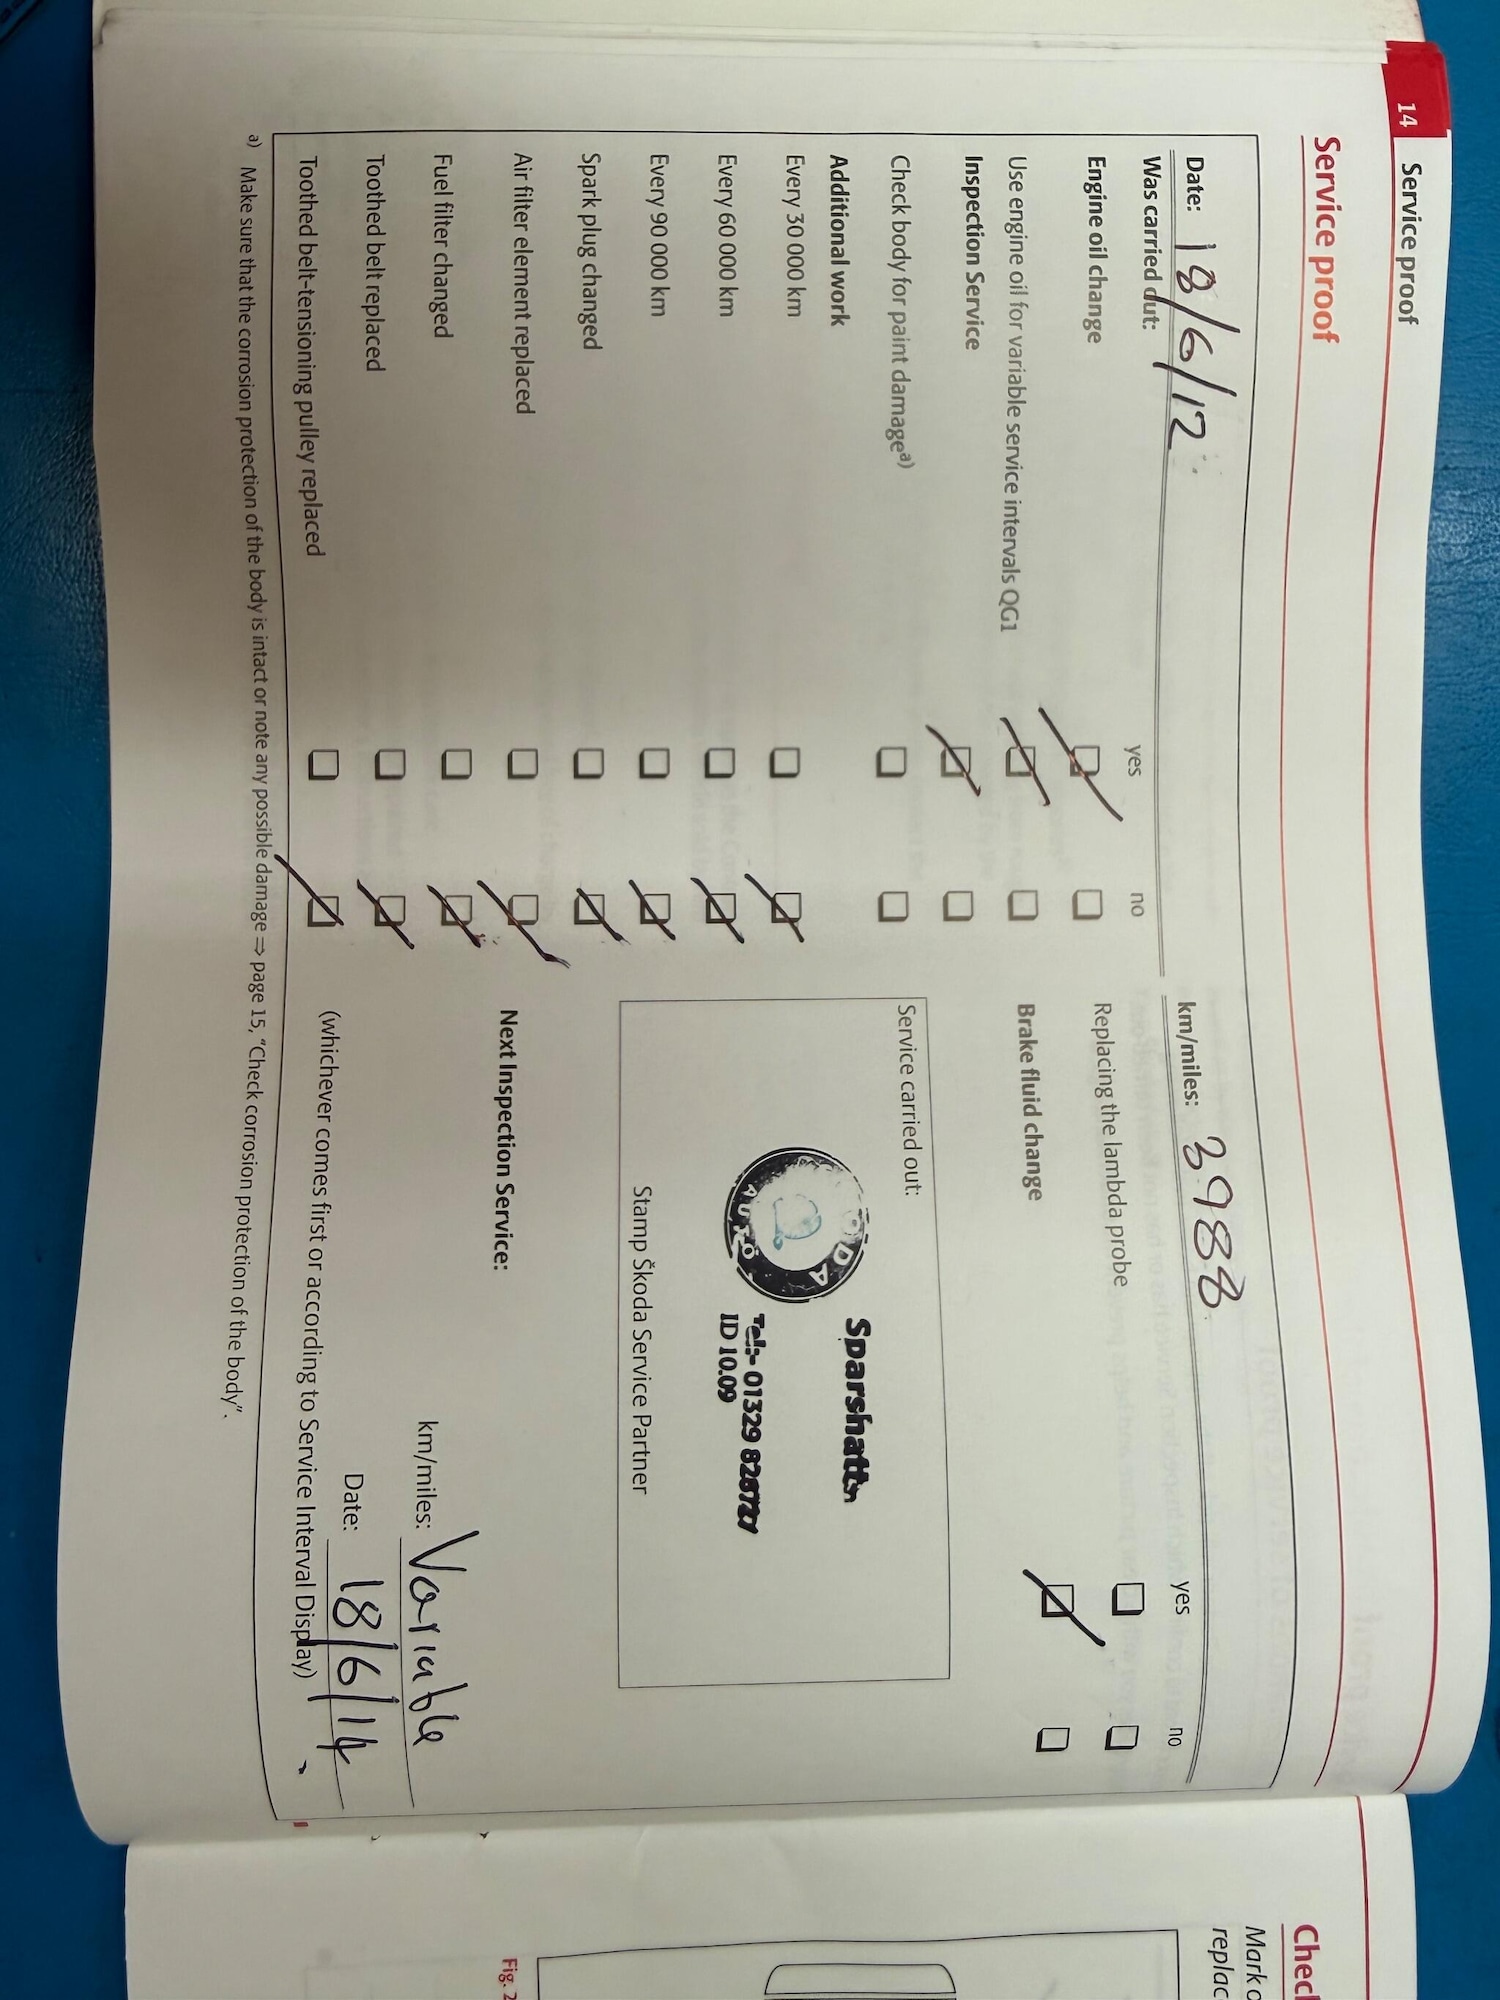 14 Service proof
Service proof
Date: 18/6/12 km/miles: 3988
Was carried out: yes no yes no
Engine oil change Replacing the lambda probe
Use engine oil for variable service intervals QG1 Brake fluid change
Inspection Service
Check body for paint damage a)
Service carried out:
Additional work
Every 30 000 km
Every 60 000 km
Every 90 000 km
Spark plug changed
Air filter element replaced
Fuel filter changed
Toothed belt replaced
Toothed belt-tensioning pulley replaced
Sparshatts
ODA
AUTO
Tel:- 01329
ID 10.09
Stamp Škoda Service Partner
Next Inspection Service:
km/miles: Variable
Date: 18/6/14
(whichever comes first or according to Service Interval Display)
a) Make sure that the corrosion protection of the body is intact or note any possible damage ⇒ page 15, "Check corrosion protection of the body".
Mark
Fig. 2